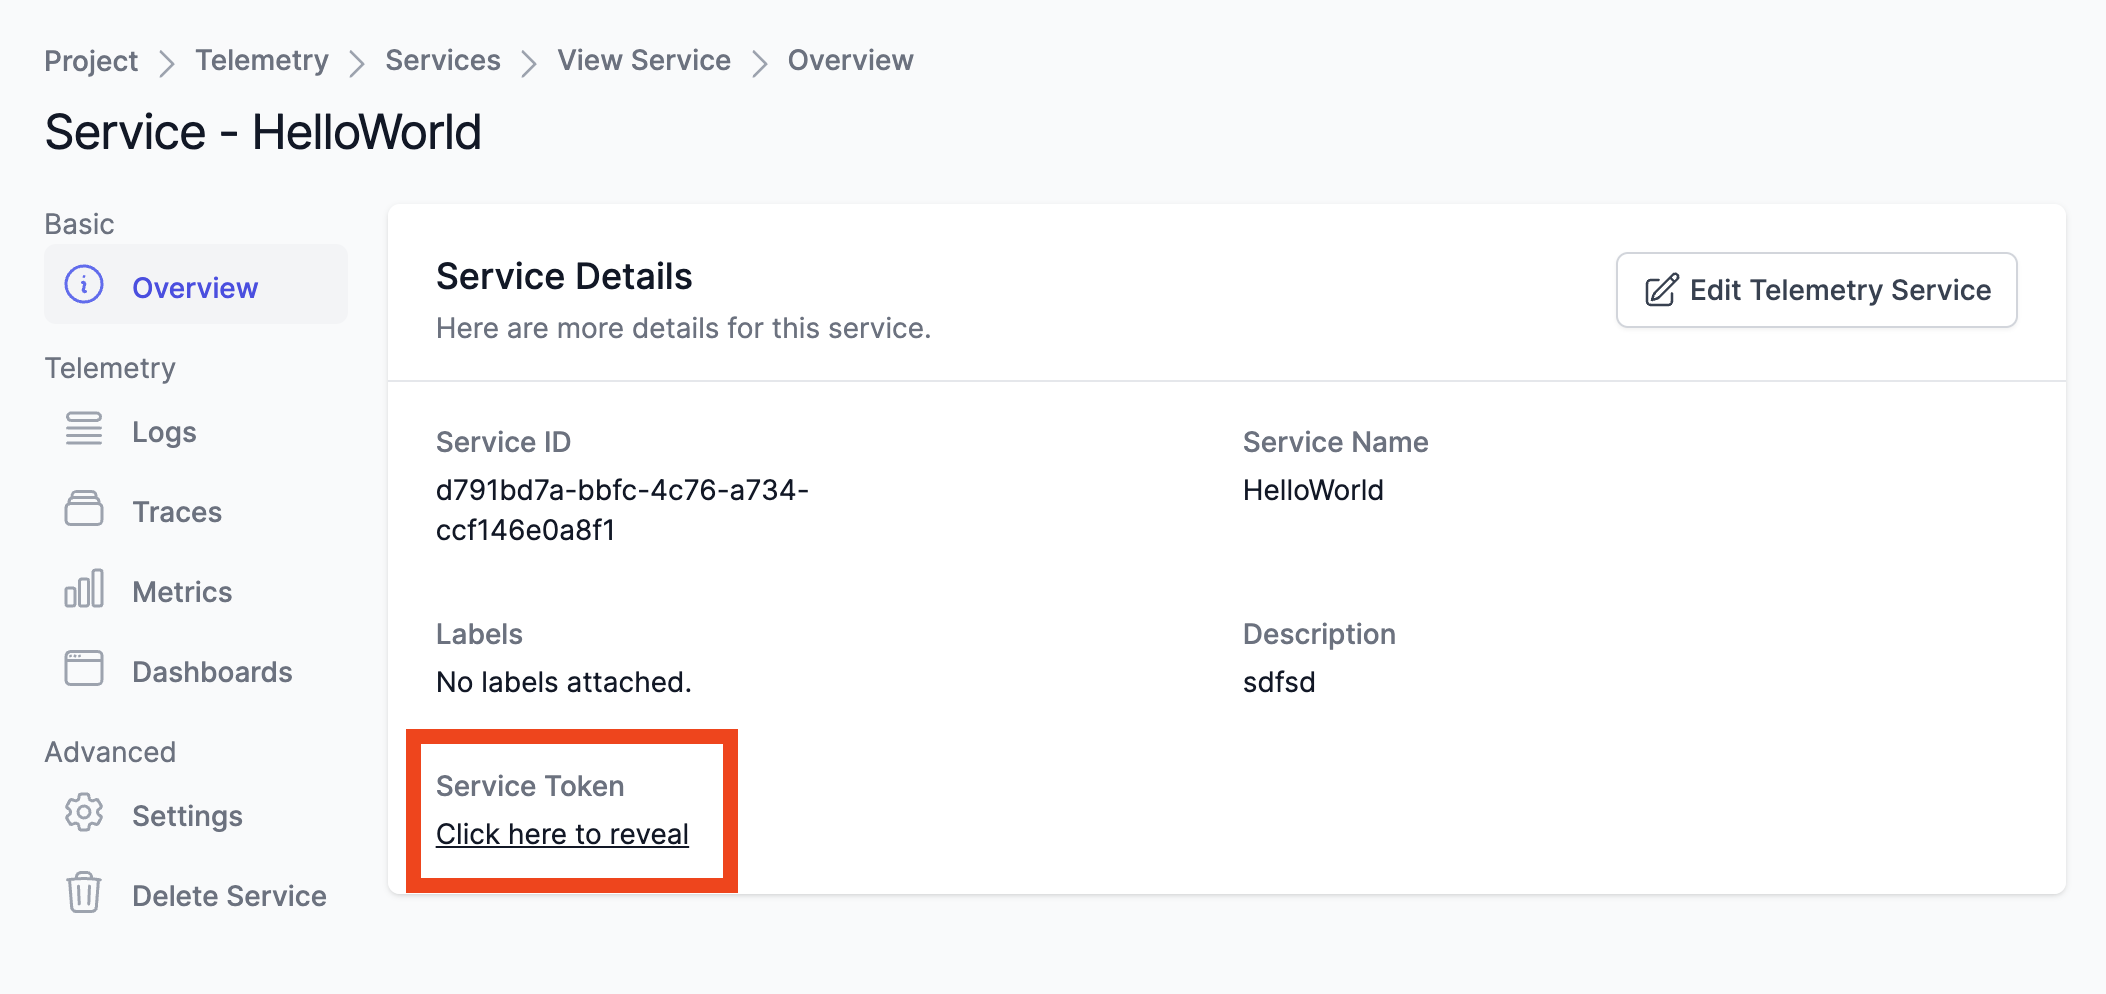 Project Telemetry Services View Service Overview
Service - HelloWorld
Basic
Overview
Telemetry
Logs
Traces
Metrics
Dashboards
Advanced
Settings
Delete Service
Service Details
Here are more details for this service.
Edit Telemetry Service
Service ID
d791bd7a-bbfc-4c76-a734-
ccf146e0a8f1
Service Name
HelloWorld
Labels
No labels attached.
Description
sdfsd
Service Token
Click here to reveal